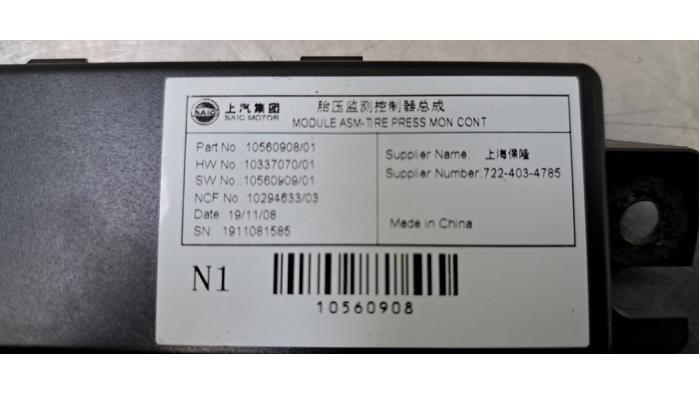 上汽集团 胎压监测控制器总成
SAIC SAIC MOTOR MODULE ASM-TIRE PRESS MON CONT
Part No: 10560908/01
HW No: 10337070/01
SW No: 10560909/01
NCF No: 10294633/03
Date: 19/11/08
SN: 1911081585
Supplier Name: 上海保隆
Supplier Number:722-403-4785
Made in China
N1
10560908